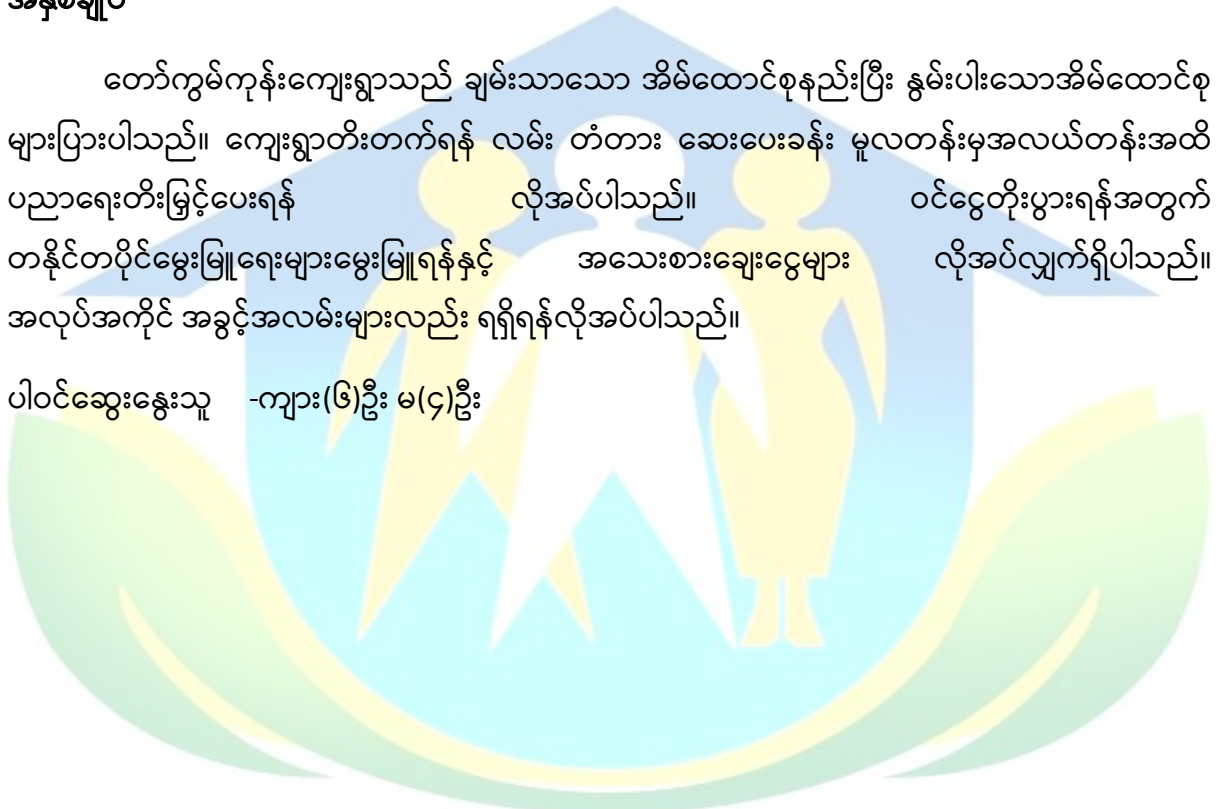 အနှစ်ချုပ်
တော်ကွမ်ကုန်းကျေးရွာသည် ချမ်းသာသော အိမ်ထောင်စုနည်းပြီး နွမ်းပါးသောအိမ်ထောင်စု
များပြားပါသည်။ ကျေးရွာတိးတက်ရန် လမ်း တံတား ဆေးပေးခန်း မူလတန်းမှအလယ်တန်းအထိ
ပညာရေးတိးမြှင့်ပေးရန် လိုအပ်ပါသည်။ ဝင်ငွေတိုးပွားရန်အတွက်
တနိုင်တပိုင်မွေးမြူရေးများမွေးမြူရန်နှင့် အသေးစားချေးငွေများ လိုအပ်လျှက်ရှိပါသည်။
အလုပ်အကိုင် အခွင့်အလမ်းများလည်း ရရှိရန်လိုအပ်ပါသည်။
ပါဝင်ဆွေးနွေးသူ -ကျား(၆)ဦး မ(၄)ဦး